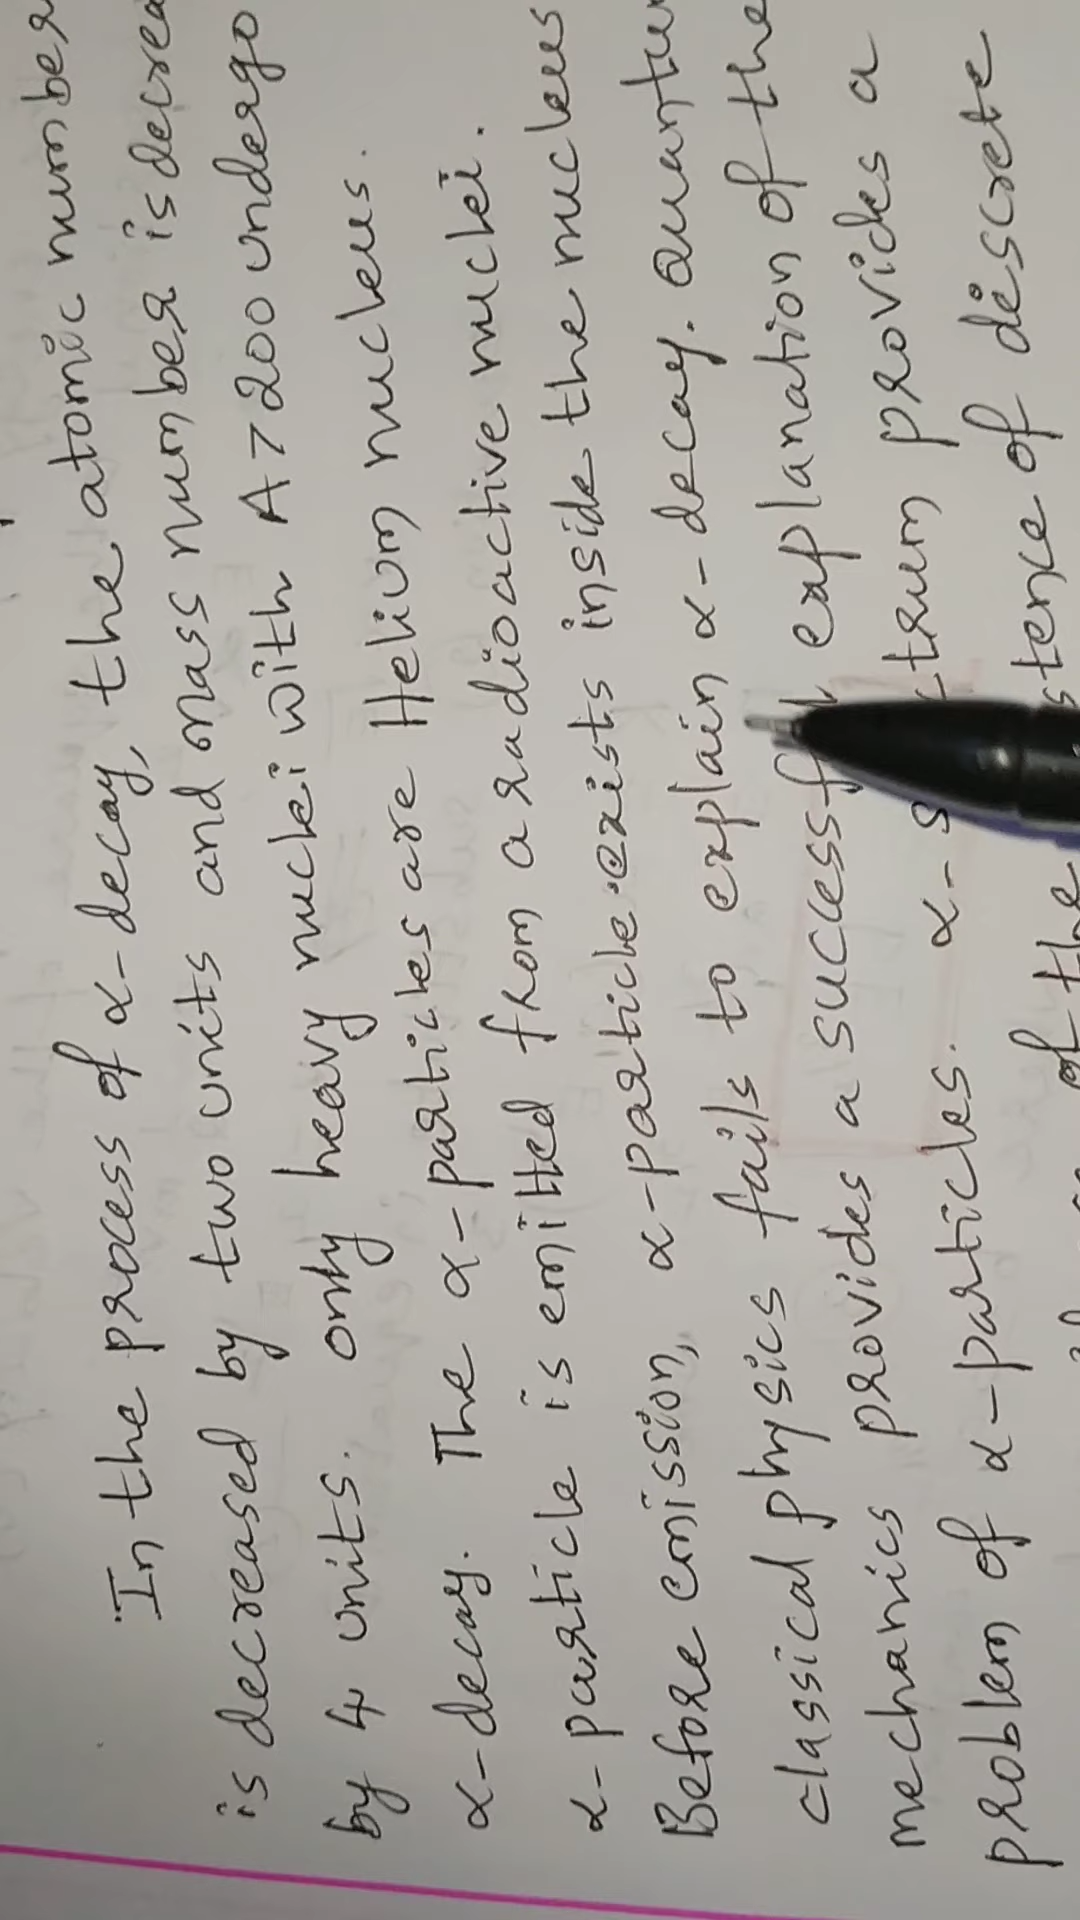 In the process of α-decay, the atomic number
is decreased by two units and mass number is decrea
by 4 units. only heavy nuclei with A>200 undergo
α-decay. The α-particles are Helium nucleus.
α-particle is emitted from a radioactive nuclei.
Before emission, α-particle exists inside the nucleus
classical physics fails to explain α-decay. Quantum
mechanics provides a successful explanation of the
problem of α-particles. α- provides a
of discrete
of the